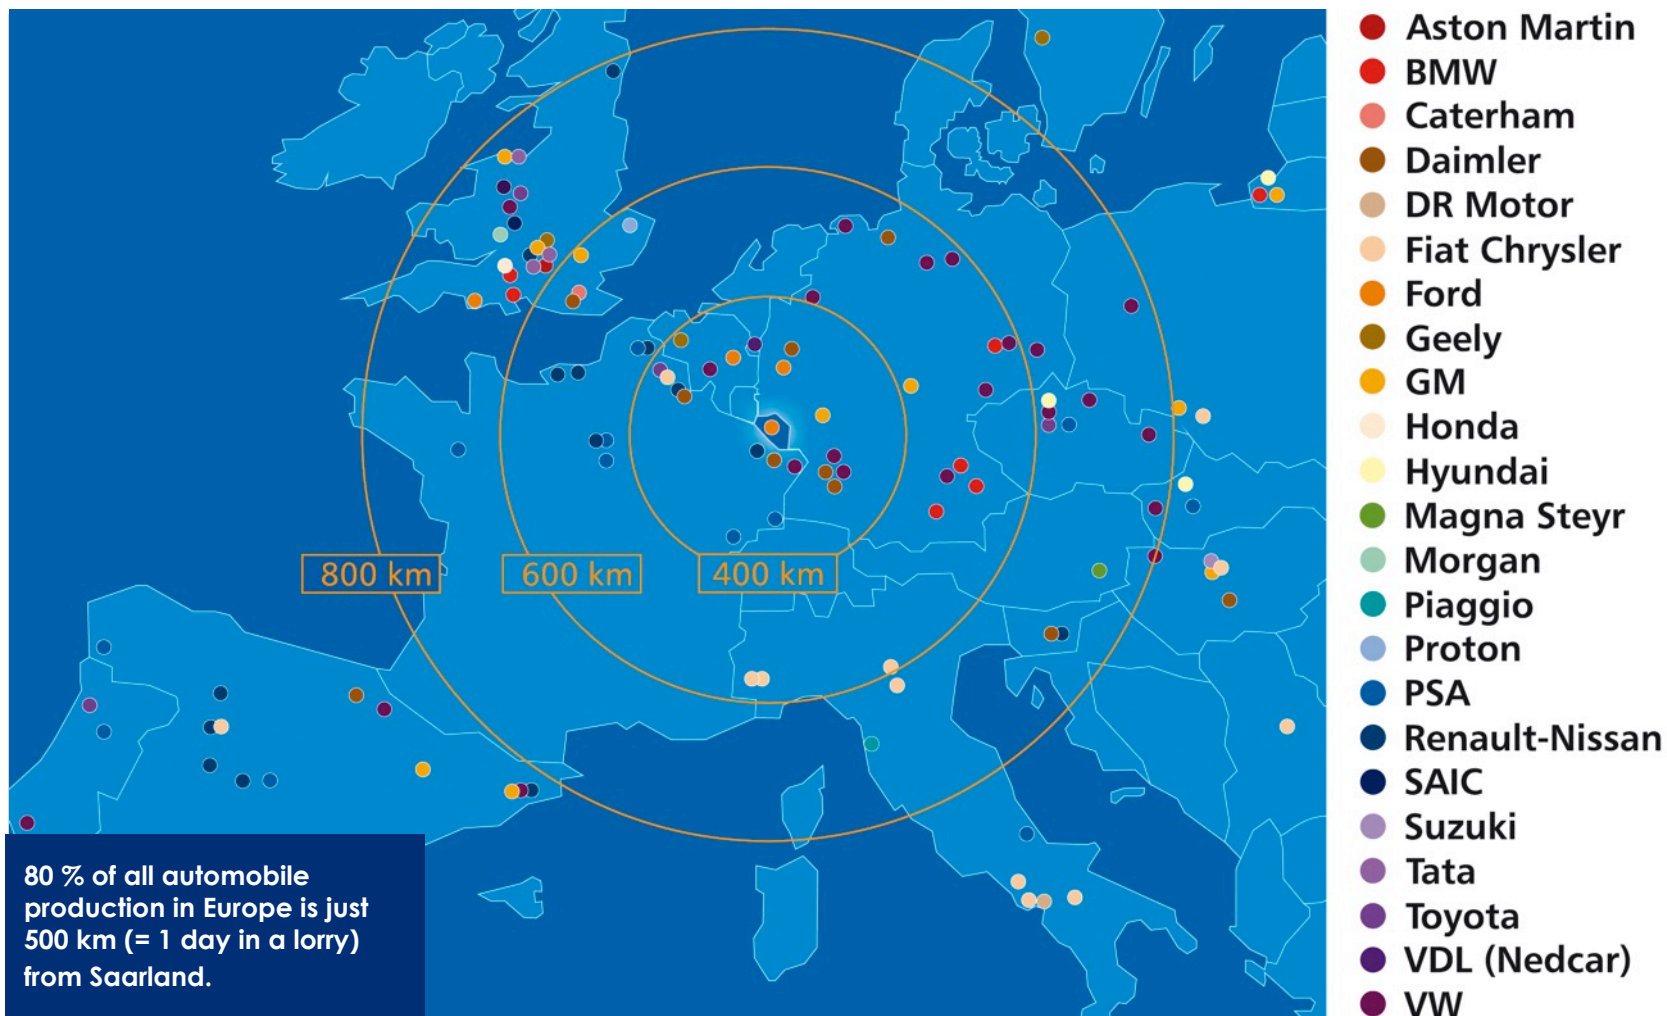 Aston Martin
BMW
Caterham
Daimler
DR Motor
Fiat Chrysler
Ford
Geely
GM
Honda
Hyundai
Magna Steyr
Morgan
Piaggio
Proton
PSA
Renault-Nissan
SAIC
Suzuki
Tata
Toyota
VDL (Nedcar)
VW
800 km
600 km
400 km
80 % of all automobile
production in Europe is just
500 km (= 1 day in a lorry)
from Saarland.